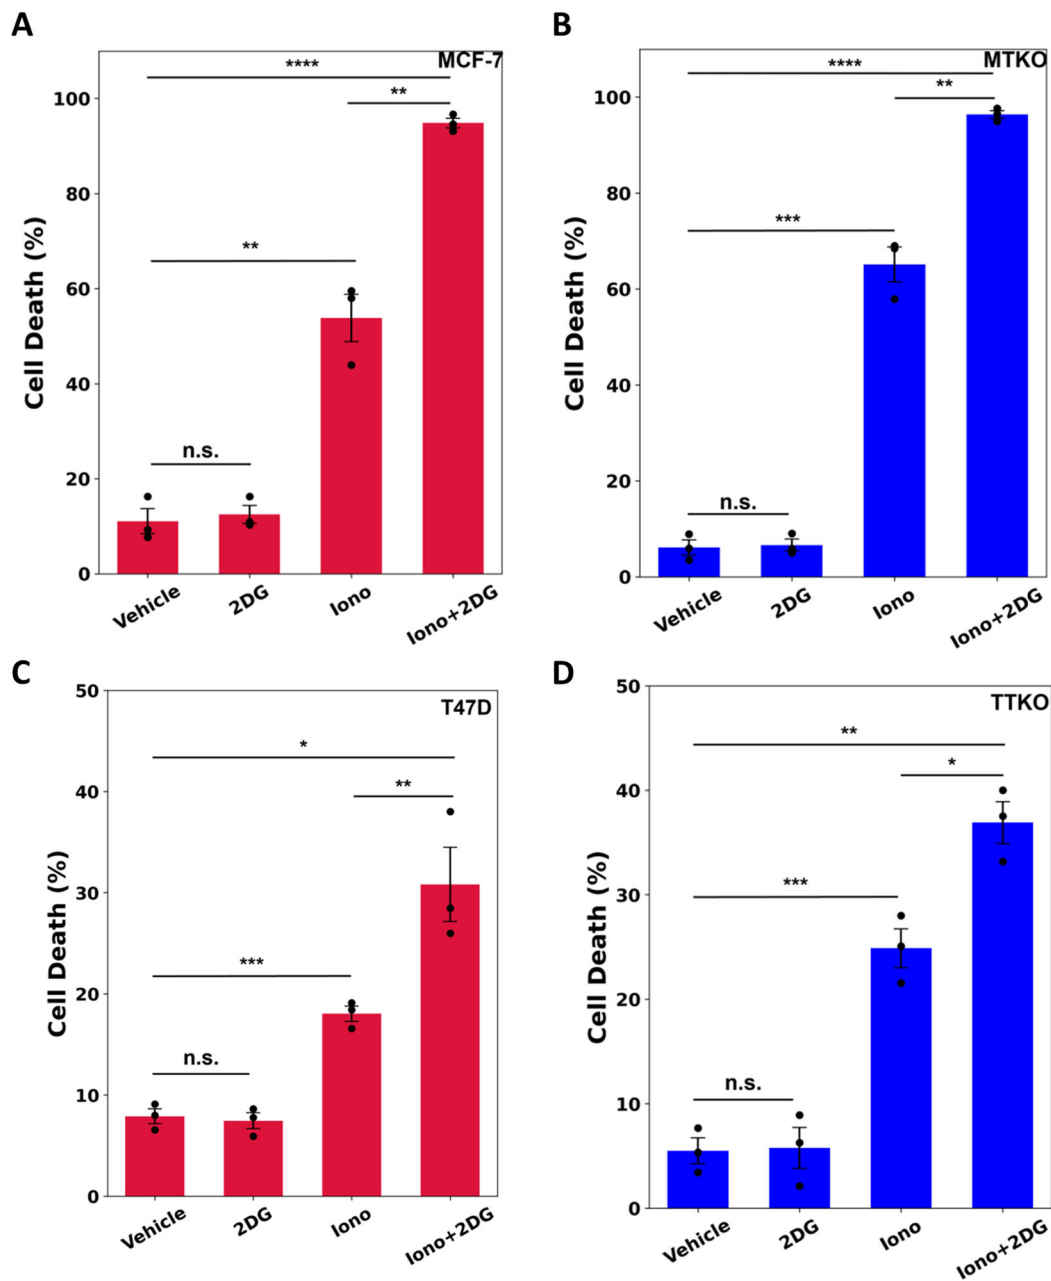 A
MCF-7
****
**
**
n.s.
100
80
60
40
20
0
Cell Death (%)
Vehicle
2DG
Iono
Iono+2DG
B
MTKO
****
**
***
n.s.
100
80
60
40
20
0
Cell Death (%)
Vehicle
2DG
Iono
Iono+2DG
C
T47D
*
**
***
n.s.
50
40
30
20
10
0
Cell Death (%)
Vehicle
2DG
Iono
Iono+2DG
D
TTKO
**
*
***
n.s.
50
40
30
20
10
0
Cell Death (%)
Vehicle
2DG
Iono
Iono+2DG